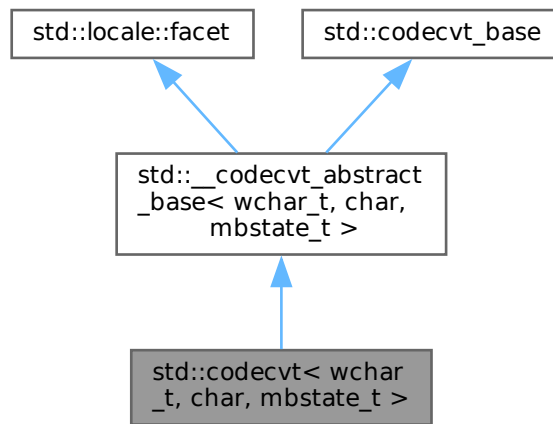 std::locale::facet
std::codecvt_base
std::__codecvt_abstract
_base< wchar_t, char,
mbstate_t >
std::codecvt< wchar
_t, char, mbstate_t >